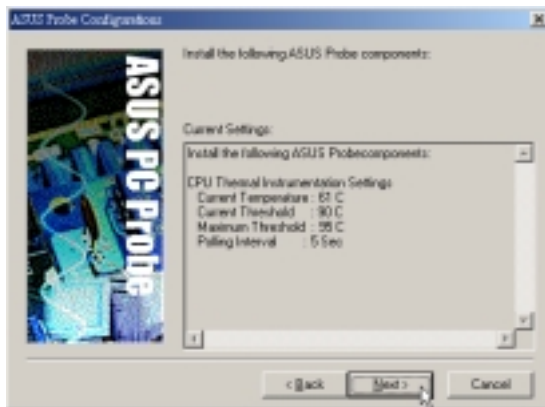 ASUS Probe Configurations
ASUS PC Probe
Install the following ASUS Probe components:
Current Settings:
Install the following ASUS Probecomponents:
CPU Thermal Instrumentation Settings
Current Temperature : 61 C
Current Threshold : 90 C
Maximum Threshold : 95 C
Polling Interval : 5 Sec
< Back
Next >
Cancel